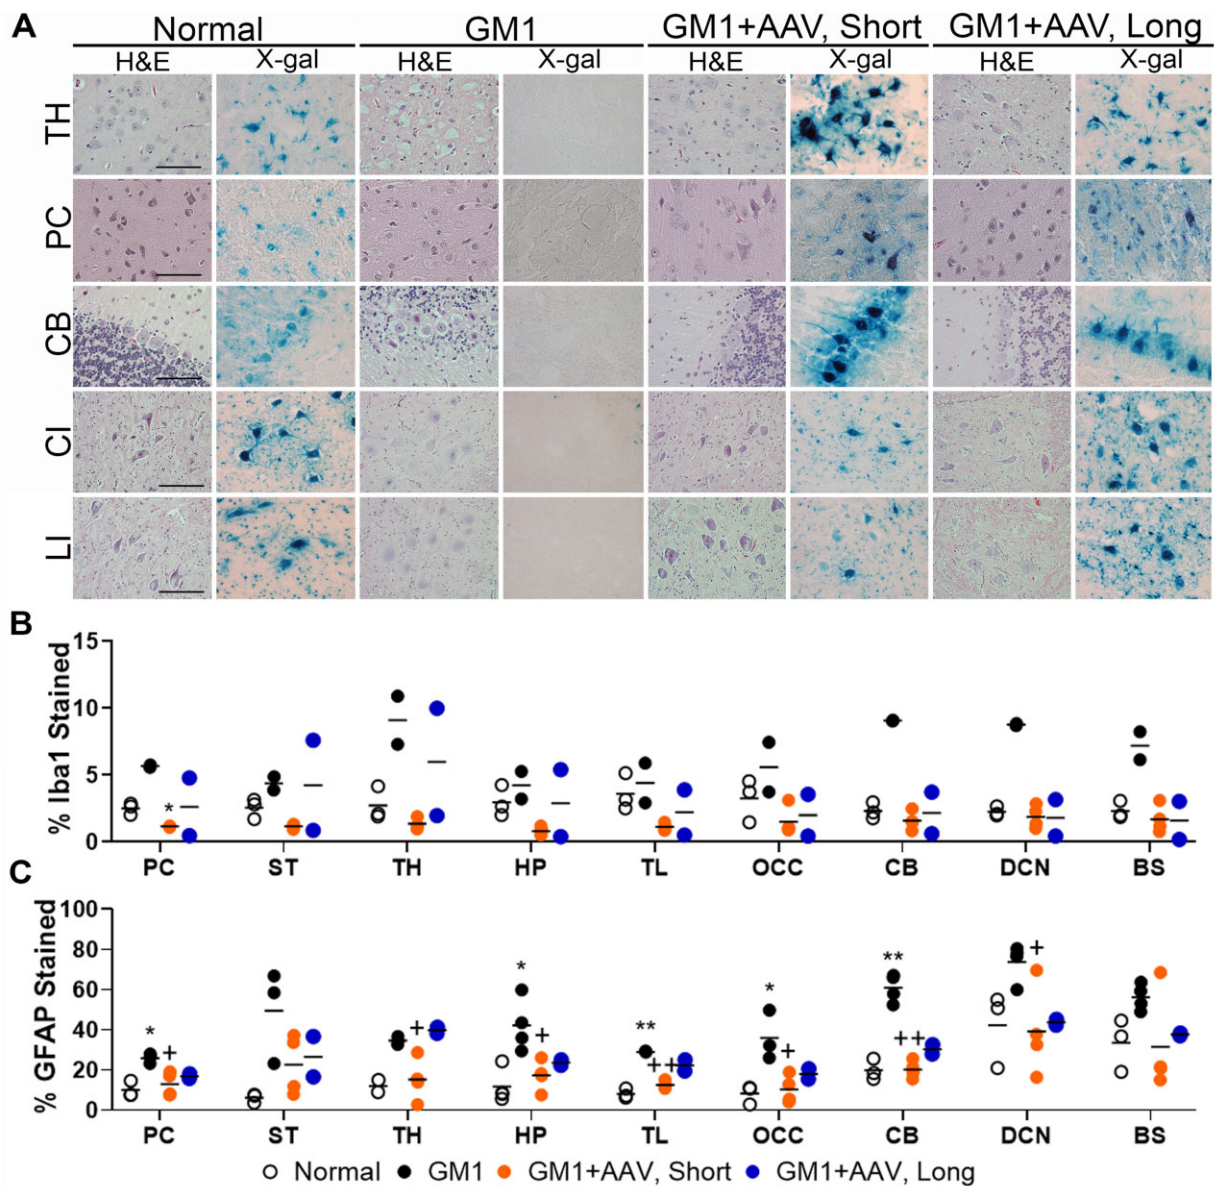 A
Normal GM1 GM1+AAV, Short GM1+AAV, Long
H&E X-gal H&E X-gal H&E X-gal H&E X-gal
TH
PC
CB
CI
LI
B
% Iba1 Stained
15
10
5
0
*
PC ST TH HP TL OCC CB DCN BS
C
% GFAP Stained
100
80
60
40
20
0
* + + * + ** ++ * + ** ++ +
PC ST TH HP TL OCC CB DCN BS
Normal GM1 GM1+AAV, Short GM1+AAV, Long